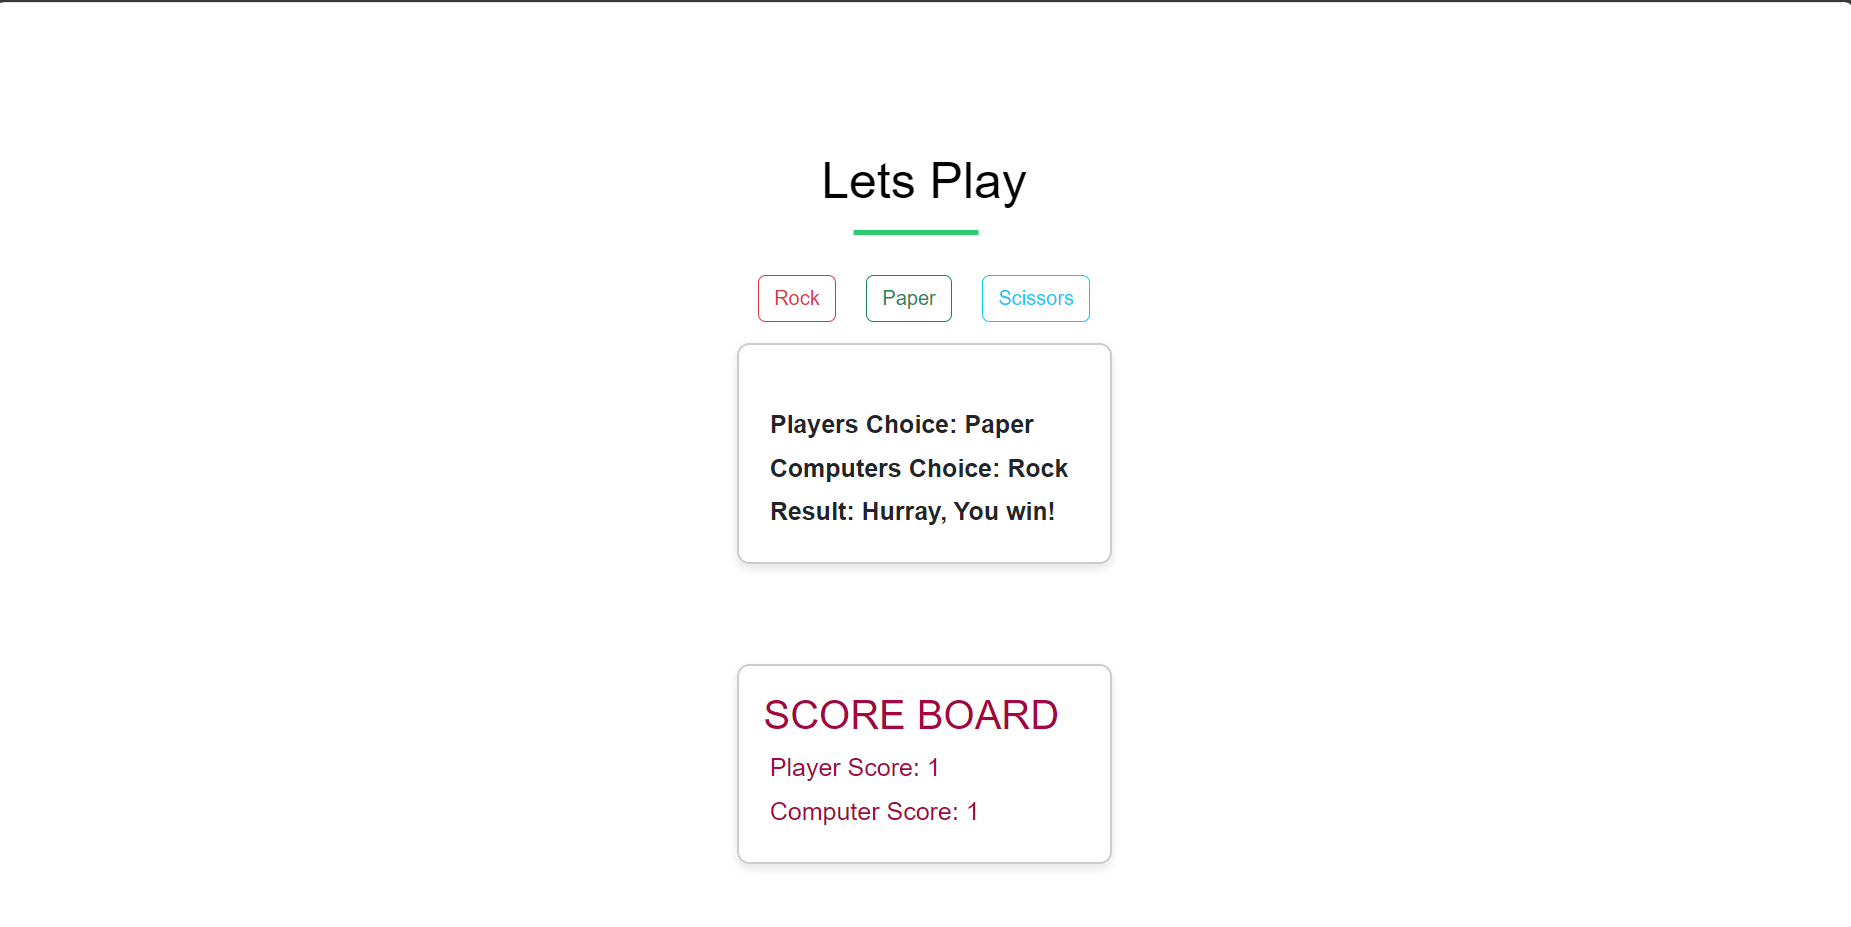 Lets Play
Rock Paper Scissors
Players Choice: Paper
Computers Choice: Rock
Result: Hurray, You win!
SCORE BOARD
Player Score: 1
Computer Score: 1